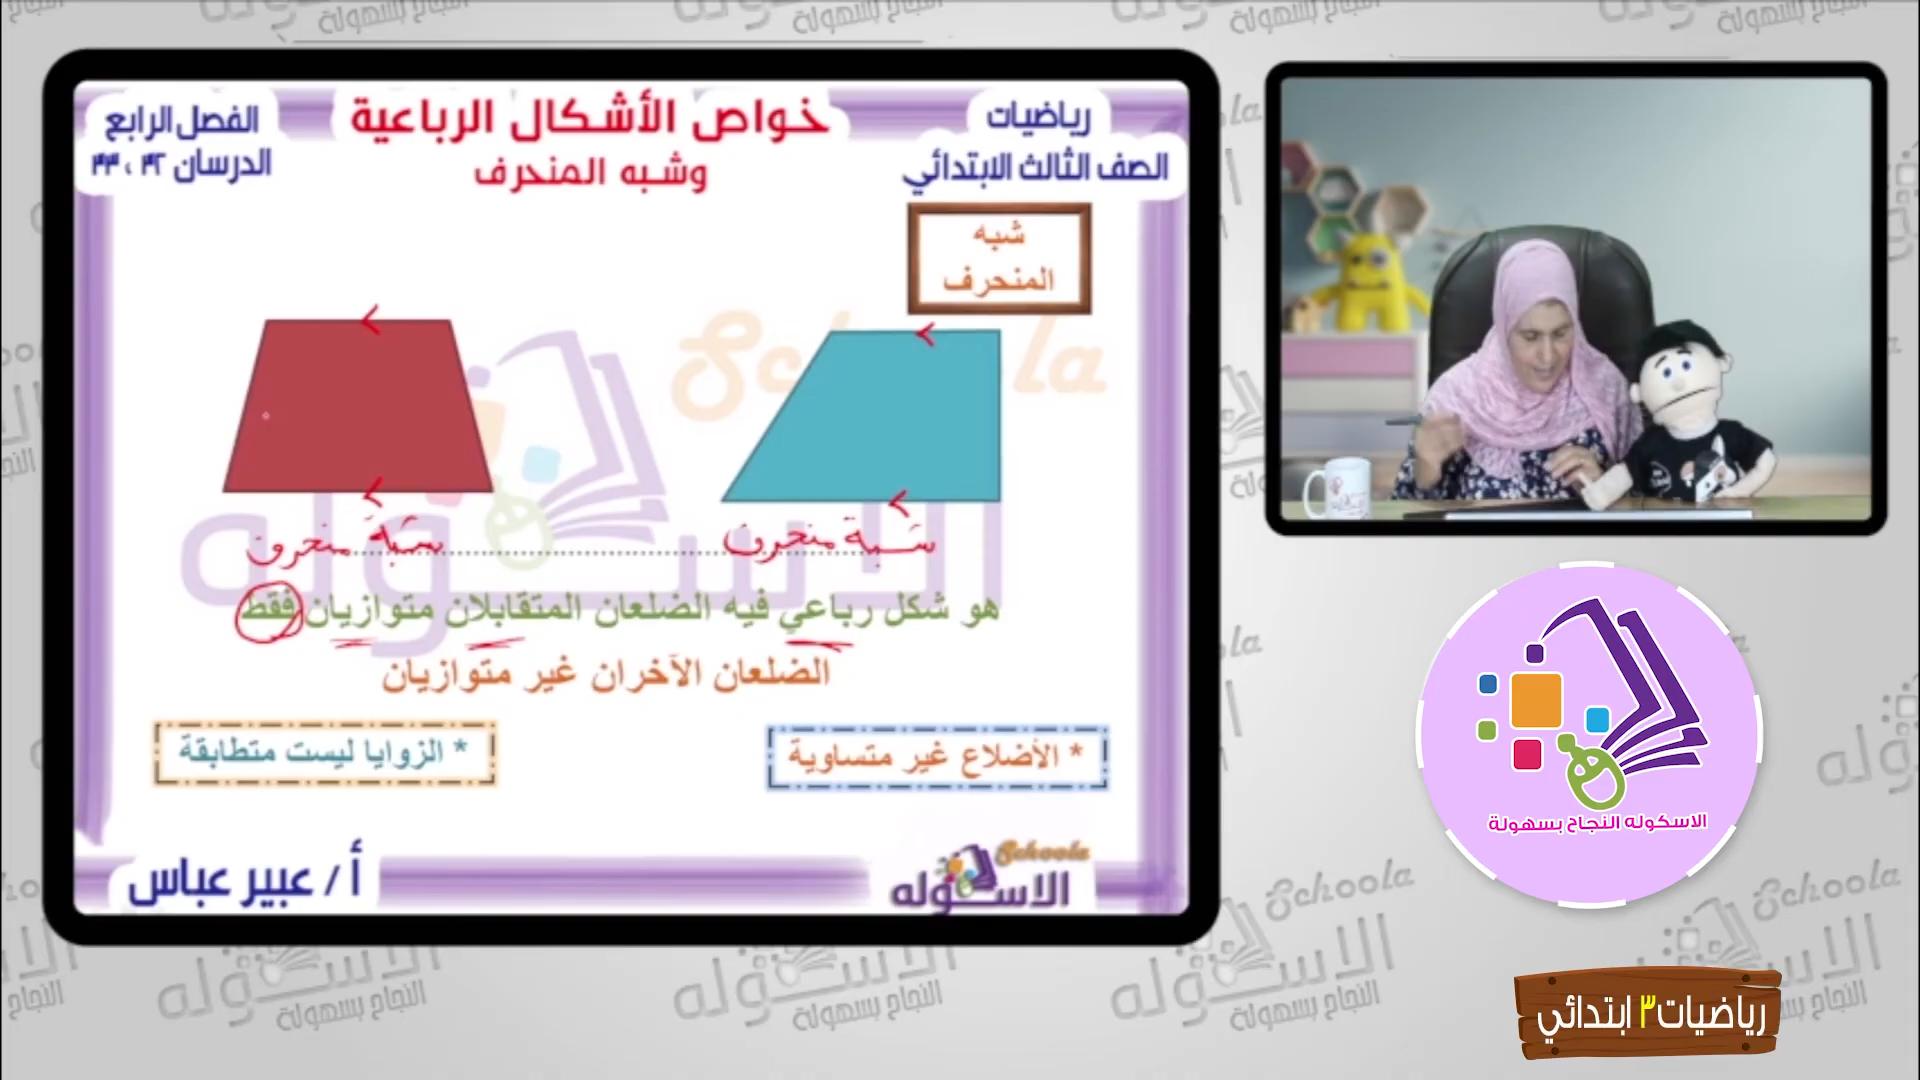 رياضيات
الصف الثالث الابتدائي
خواص الأشكال الرباعية
وشبه المنحرف
الفصل الرابع
الدرسان ٣٢ ، ٣٣
شبه
المنحرف
شبه منحرف
شبه منحرف
هو شكل رباعي فيه الضلعان المتقابلان متوازيان فقط
الضلعان الآخران غير متوازيان
* الأضلاع غير متساوية
* الزوايا ليست متطابقة
Schoola
الاسكوله
أ / عبير عباس
الاسكوله النجاح بسهولة
رياضيات٣ ابتدائي